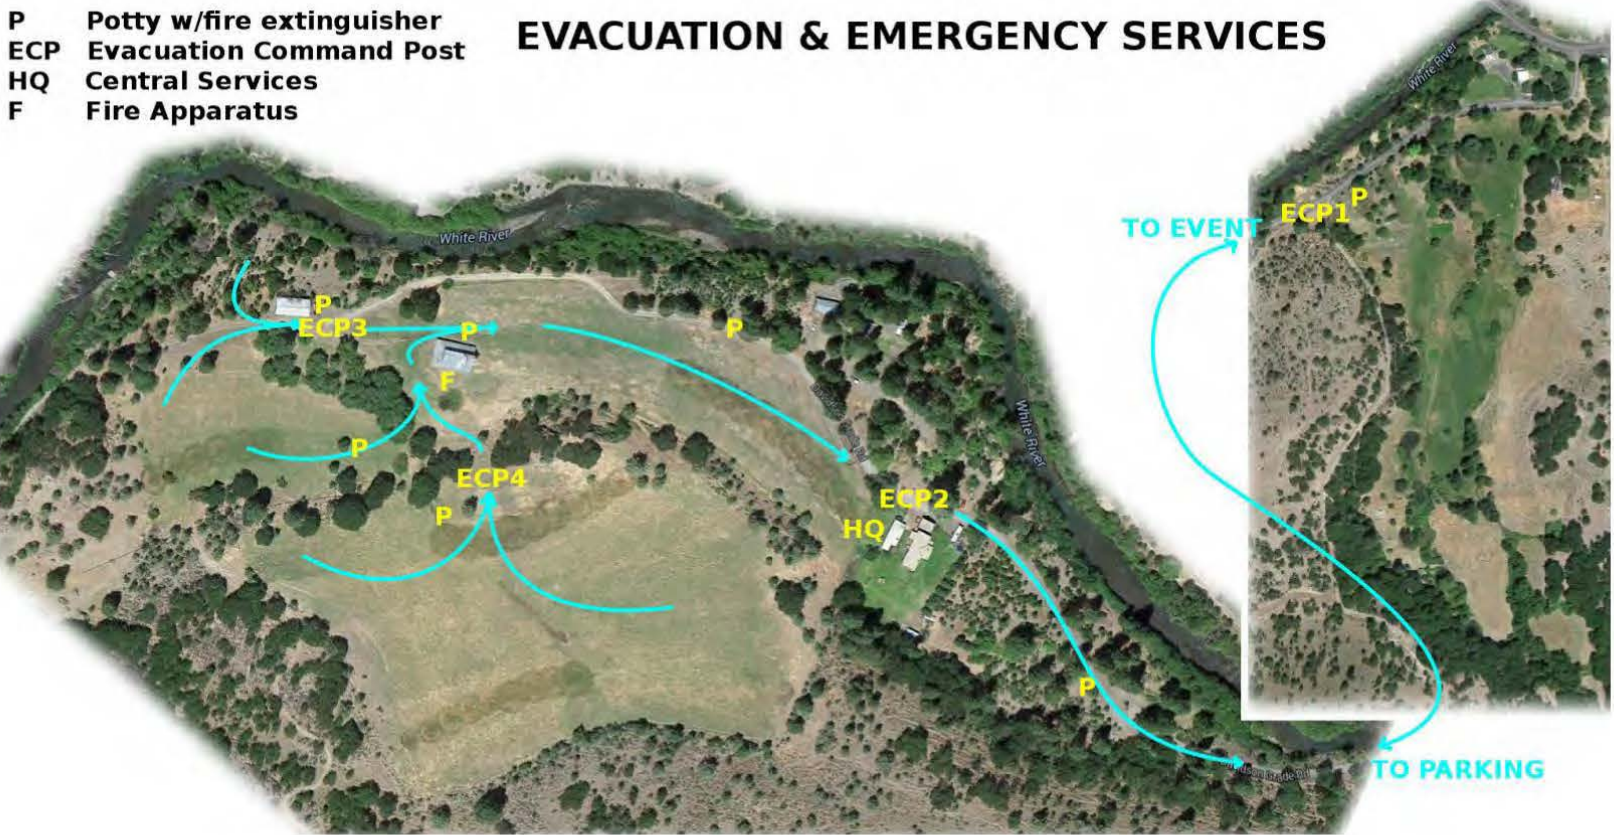 P Potty w/fire extinguisher
ECP Evacuation Command Post
HQ Central Services
F Fire Apparatus
EVACUATION & EMERGENCY SERVICES
White River
P
ECP1
TO EVENT
White River
P
ECP3
P
P
F
P
ECP4
P
White River
ECP2
HQ
P
TO PARKING